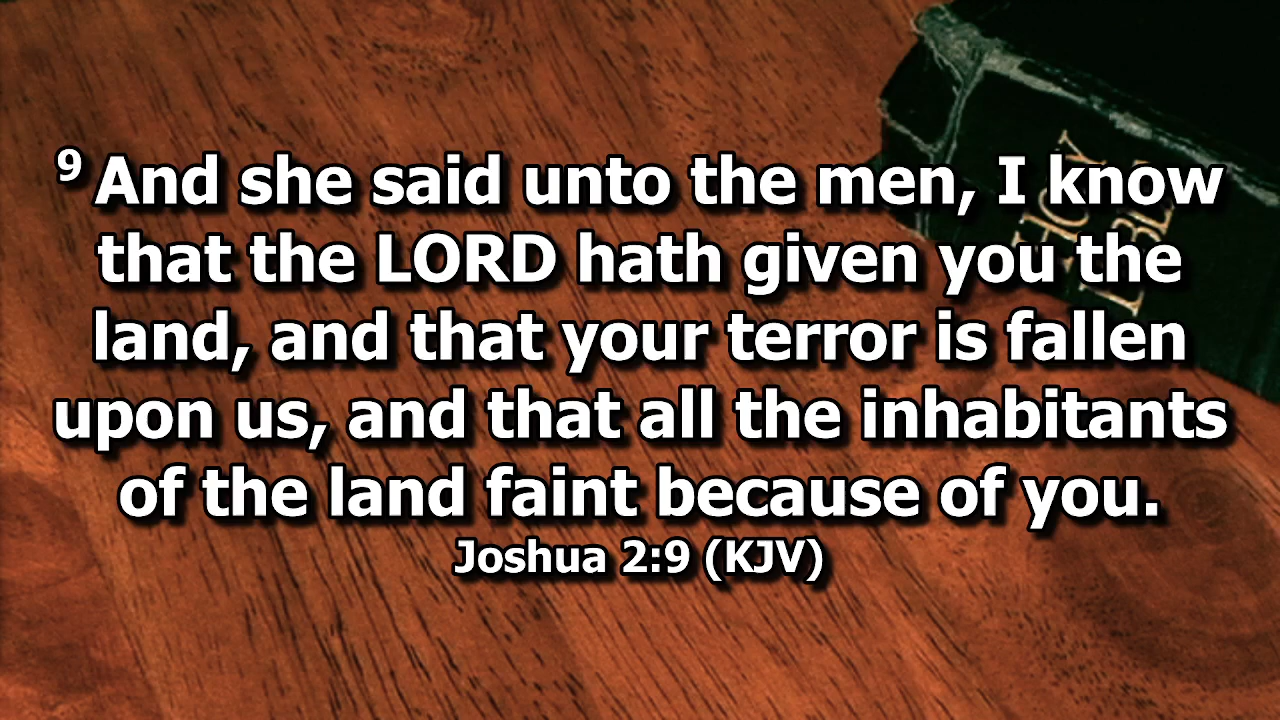 9 And she said unto the men, I know
that the LORD hath given you the
land, and that your terror is fallen
upon us, and that all the inhabitants
of the land faint because of you.
Joshua 2:9 (KJV)
HOLY
BIBLE